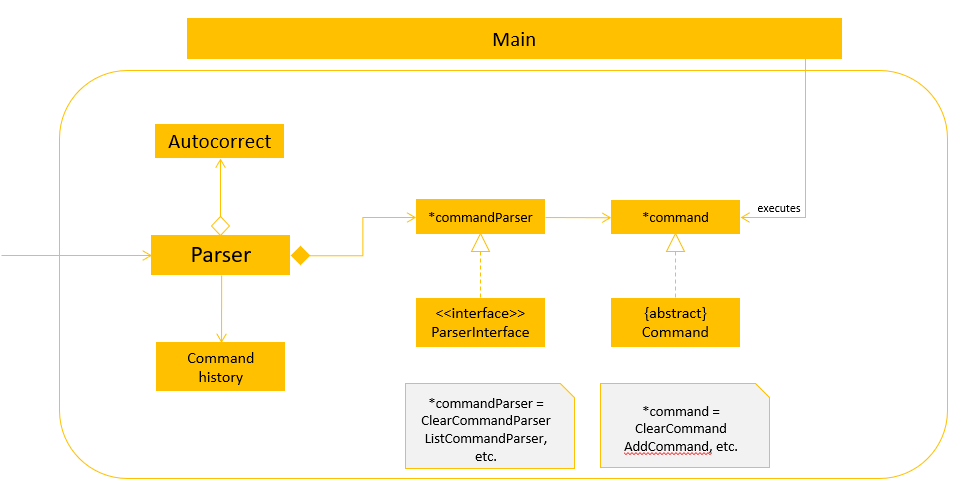 Main
Autocorrect
*commandParser
*command
executes
Parser
<<interface>>
ParserInterface
{abstract}
Command
Command
history
*commandParser =
ClearCommandParser
ListCommandParser,
etc.
*command =
ClearCommand
AddCommand, etc.